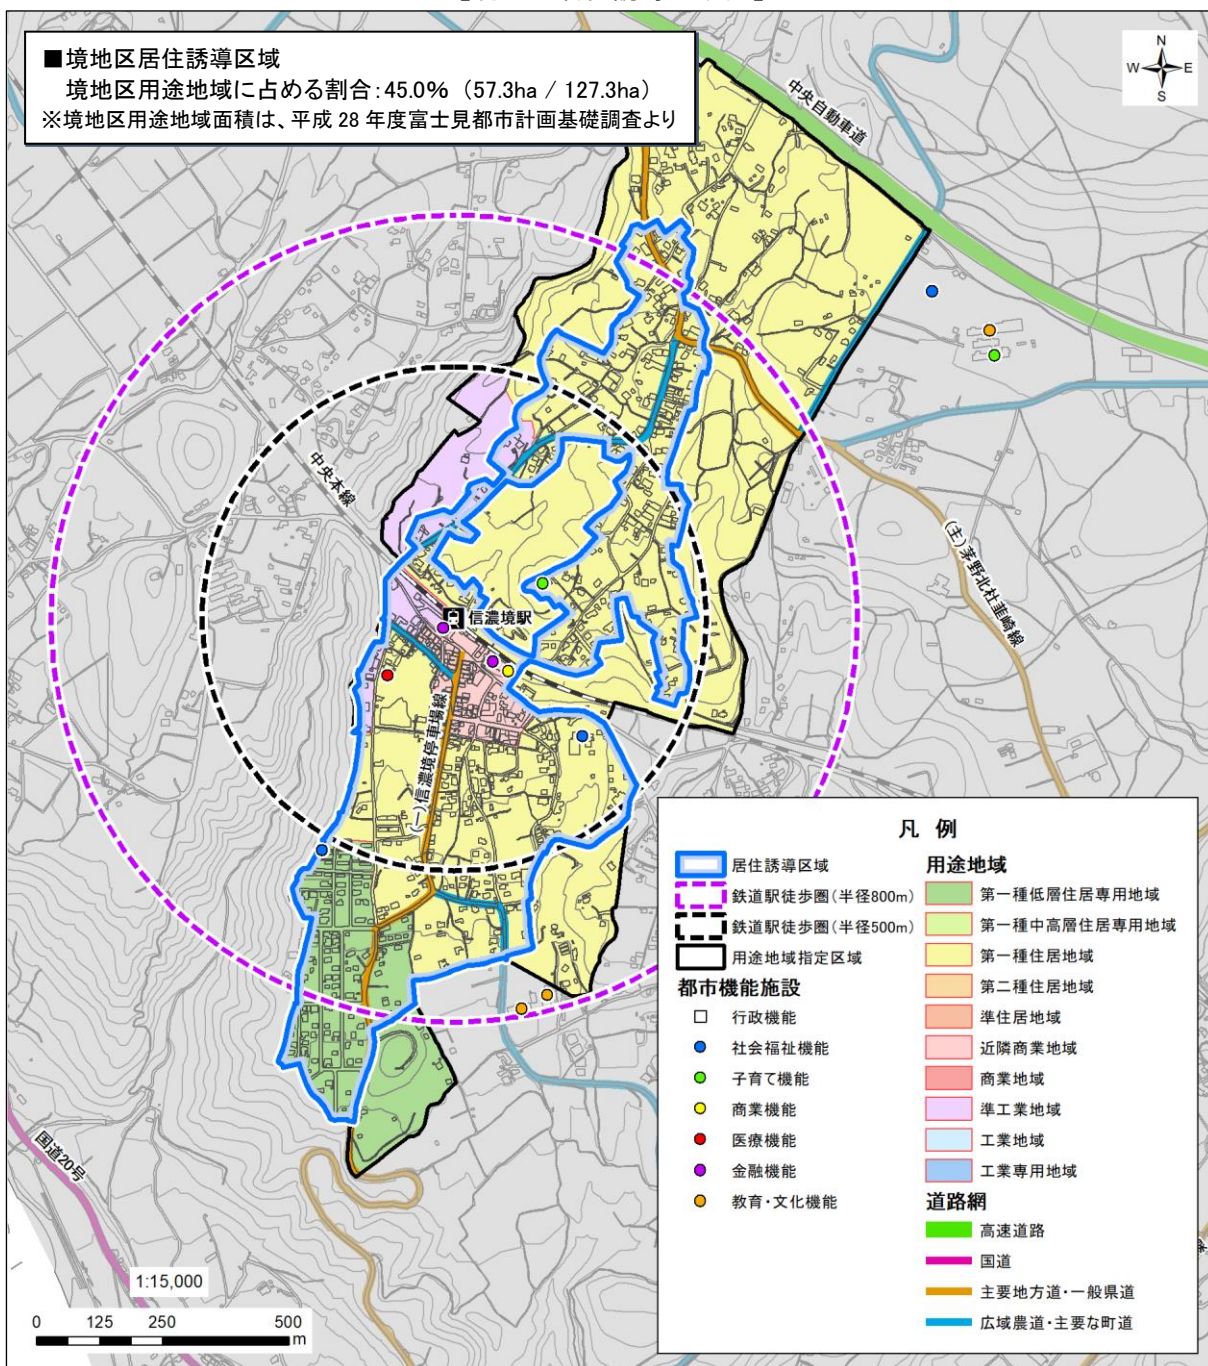 ■境地区居住誘導区域
境地区用途地域に占める割合:45.0% (57.3ha / 127.3ha)
※境地区用途地域面積は、平成 28 年度富士見都市計画基礎調査より
N
W E
S
中央自動車道
中央本線
信濃境駅
(主)茅野北杜韮崎線
(一)信濃境停車場線
国道20号
凡 例
居住誘導区域
鉄道駅徒歩圏(半径800m)
鉄道駅徒歩圏(半径500m)
用途地域指定区域
都市機能施設
行政機能
社会福祉機能
子育て機能
商業機能
医療機能
金融機能
教育・文化機能
用途地域
第一種低層住居専用地域
第一種中高層住居専用地域
第一種住居地域
第二種住居地域
準住居地域
近隣商業地域
商業地域
準工業地域
工業地域
工業専用地域
道路網
高速道路
国道
主要地方道・一般県道
広域農道・主要な町道
1:15,000
0 125 250 500
m